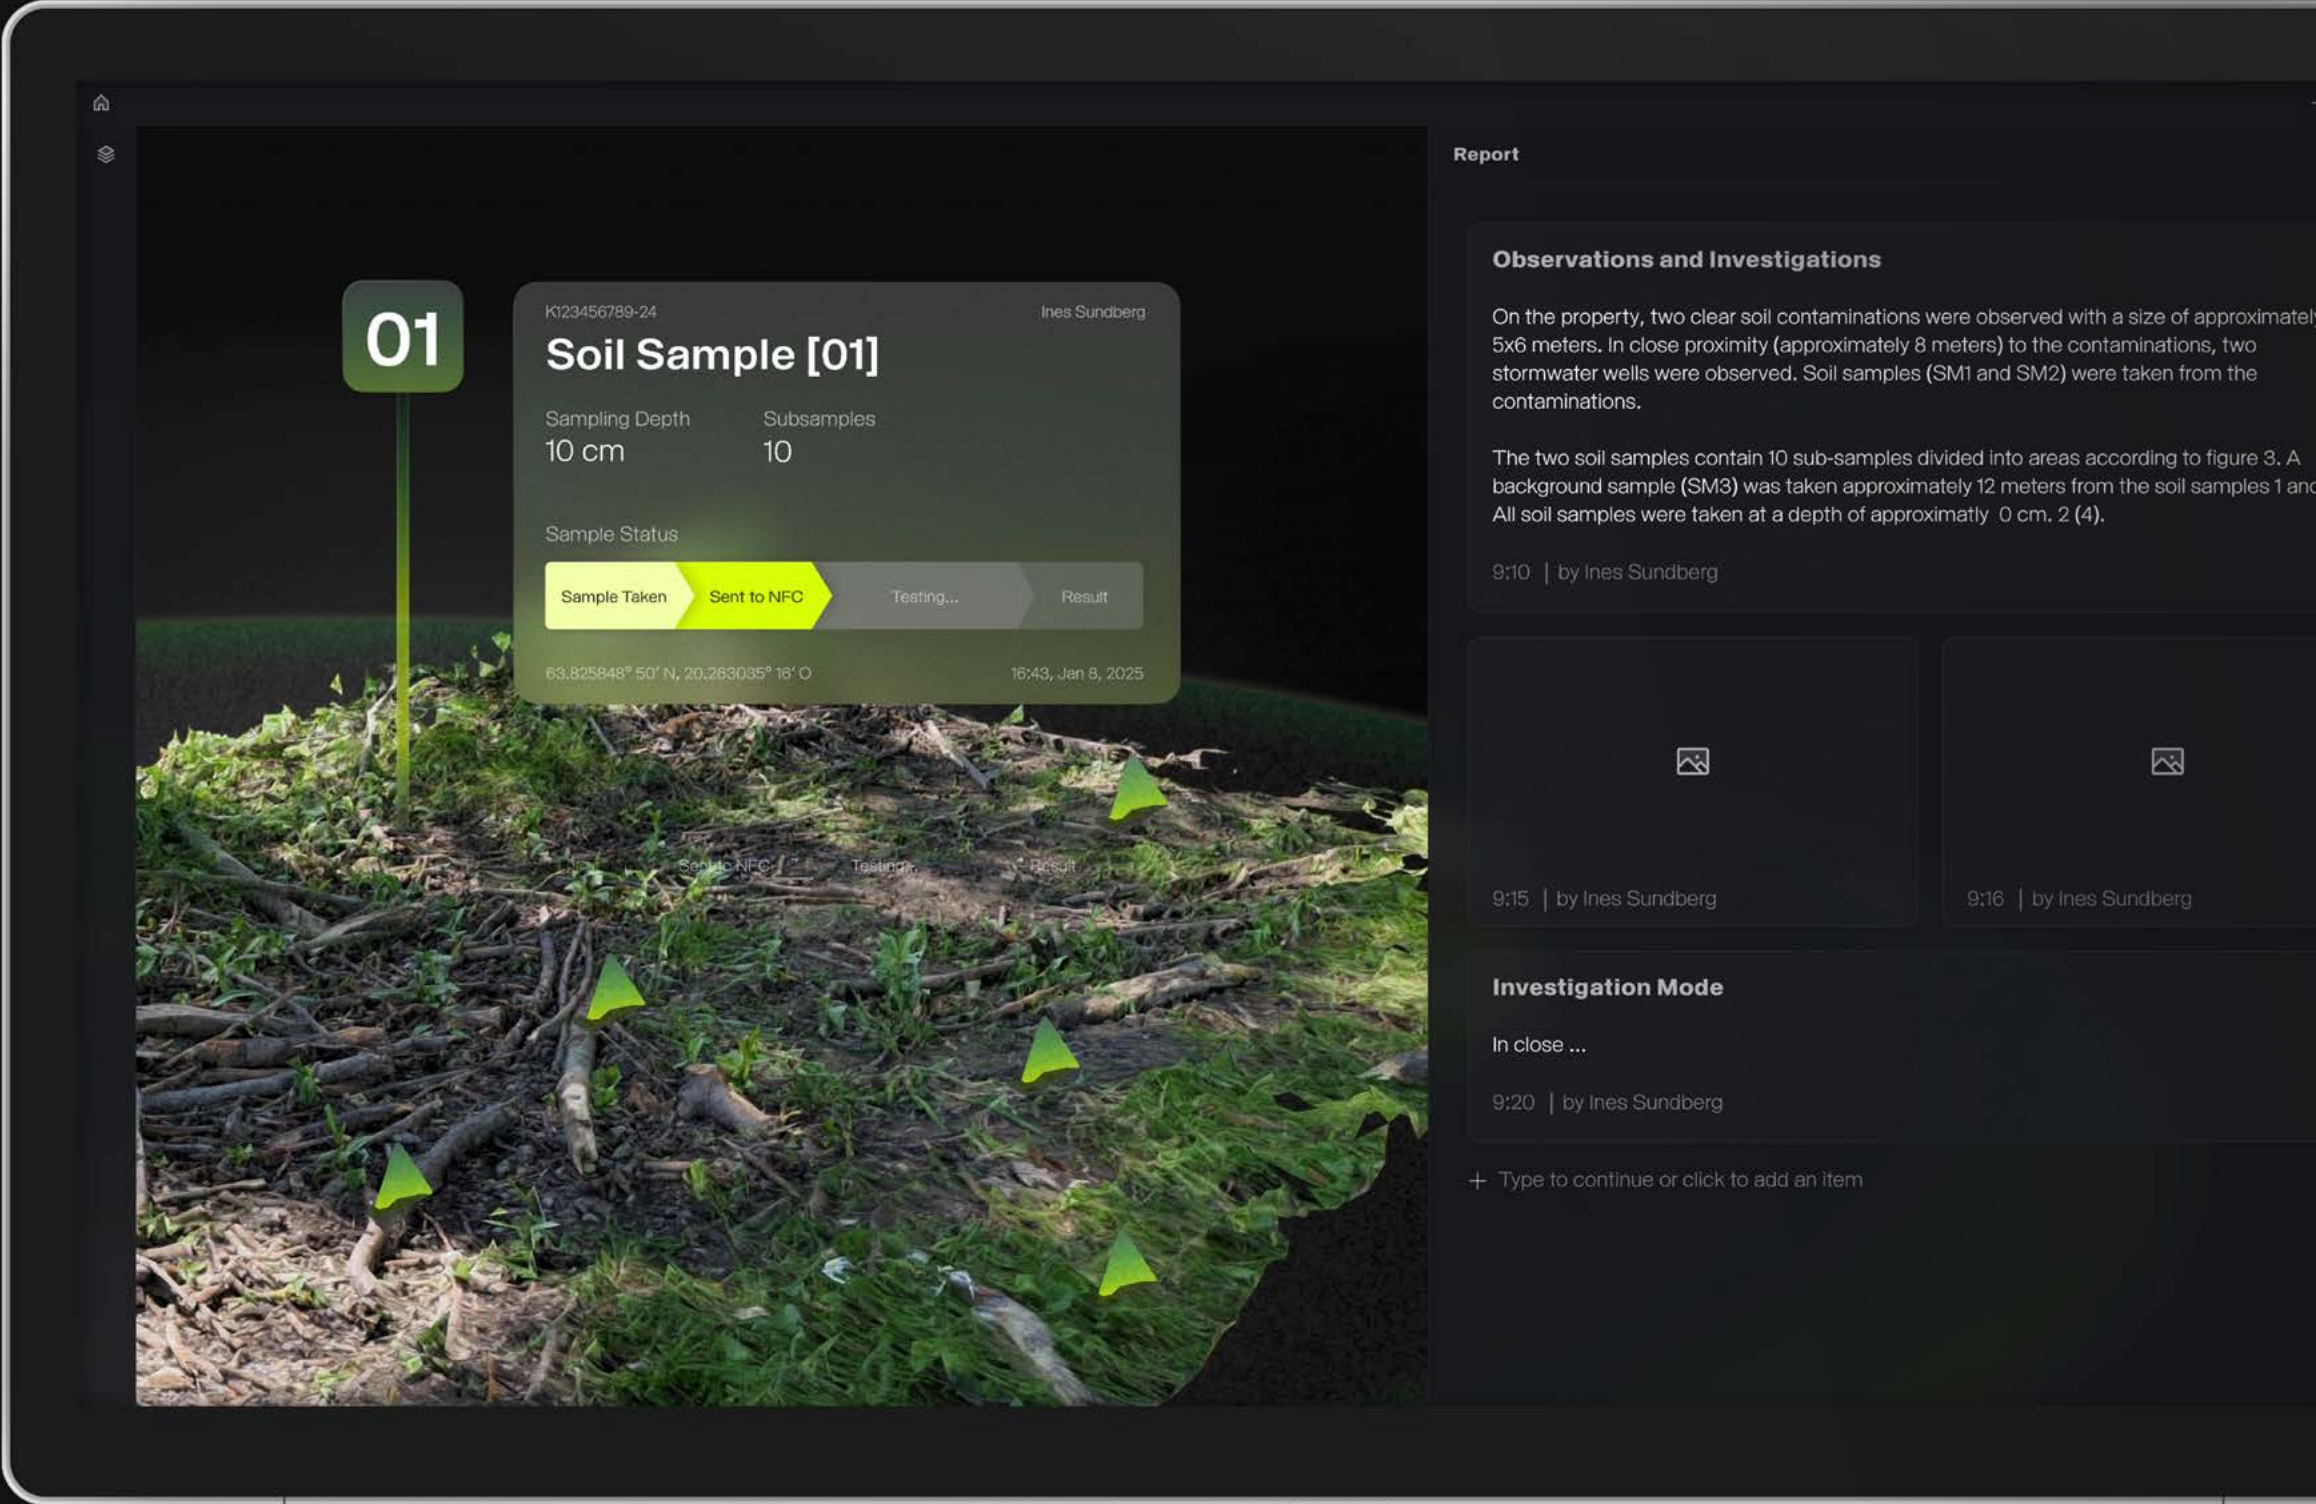 Report
01
K123456789-24
Ines Sundberg
Soil Sample [01]
Sampling Depth
Subsamples
10 cm
10
Sample Status
Sample Taken
Sent to NFC
Testing...
Result
63.825848° 50' N, 20.263035° 16' O
16:43, Jan 8, 2025
Sent to NFC
Testing...
Result
Observations and Investigations
On the property, two clear soil contaminations were observed with a size of approximately
5x6 meters. In close proximity (approximately 8 meters) to the contaminations, two
stormwater wells were observed. Soil samples (SM1 and SM2) were taken from the
contaminations.
The two soil samples contain 10 sub-samples divided into areas according to figure 3. A
background sample (SM3) was taken approximately 12 meters from the soil samples 1 and
All soil samples were taken at a depth of approximatly 0 cm. 2 (4).
9:10 | by Ines Sundberg
9:15 | by Ines Sundberg
9:16 | by Ines Sundberg
Investigation Mode
In close ...
9:20 | by Ines Sundberg
+ Type to continue or click to add an item